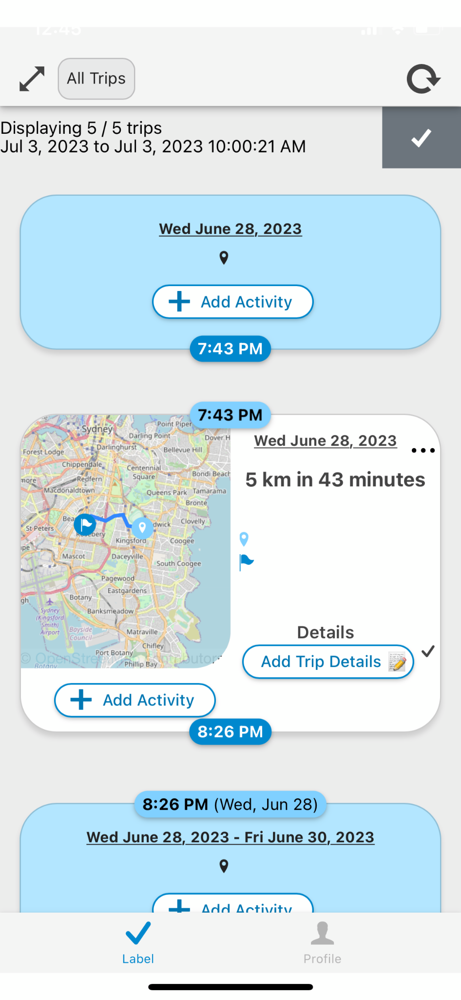 12:45
All Trips
Displaying 5 / 5 trips
Jul 3, 2023 to Jul 3, 2023 10:00:21 AM
Wed June 28, 2023
Add Activity
7:43 PM
7:43 PM
Sydney
Point Piper
Darling Point
Dover H
Darlinghurst
Bellevue Hill
Forest Lodge
5
Chippendale
Centennial
Square
Redfern
Bondi Beach
more
Macdonaldtown
Queens Park
Tamarama
Bronte
Bea
dwick
Clovelly
St Peters
Kingsford
Coogee
Mascot
Daceyville
South Coogee
Pagewood
Eastgardens
gh
Botany
Sydney
(Kingsford
Smith)
Airport
Banksmeadow
Bayside
Council
Matraville
Chifley
Port Botany
Phillip Bay
Botany
© OpenStreetMap contributors
Wed June 28, 2023
5 km in 43 minutes
Details
Add Trip Details
Add Activity
8:26 PM
8:26 PM (Wed, Jun 28)
Wed June 28, 2023 - Fri June 30, 2023
Add Activity
Label
Profile